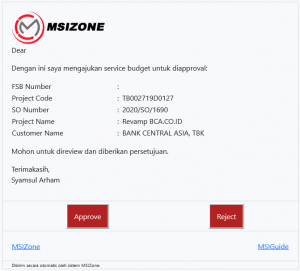 MSIZONE
Dear
Dengan ini saya mengajukan service budget untuk diapproval:
FSB Number :
Project Code : TB002719D0127
SO Number : 2020/SO/1690
Project Name : Revamp BCA.CO.ID
Customer Name : BANK CENTRAL ASIA, TBK
Mohon untuk direview dan diberikan persetujuan.
Terimakasih,
Syamsul Arham
Approve Reject
MSIZone MSIGuide
Dikirim secara otomatis oleh sistem MSIZone.